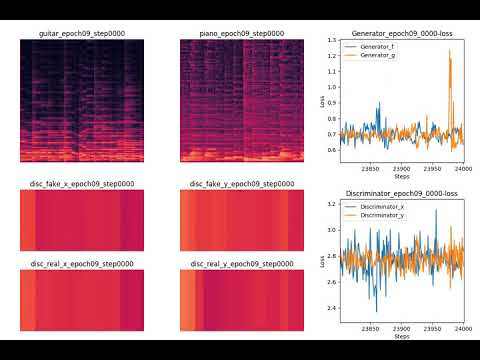 guitar_epoch09_step0000
piano_epoch09_step0000
Generator_epoch09_0000-loss
Generator_f
Generator_g
1.3
1.2
1.1
1.0
0.9
0.8
0.7
0.6
Loss
23850
23900
23950
24000
Steps
disc_fake_x_epoch09_step0000
disc_fake_y_epoch09_step0000
Discriminator_epoch09_0000-loss
Discriminator_x
Discriminator_y
3.2
3.0
2.8
2.6
2.4
Loss
23850
23900
23950
24000
Steps
disc_real_x_epoch09_step0000
disc_real_y_epoch09_step0000